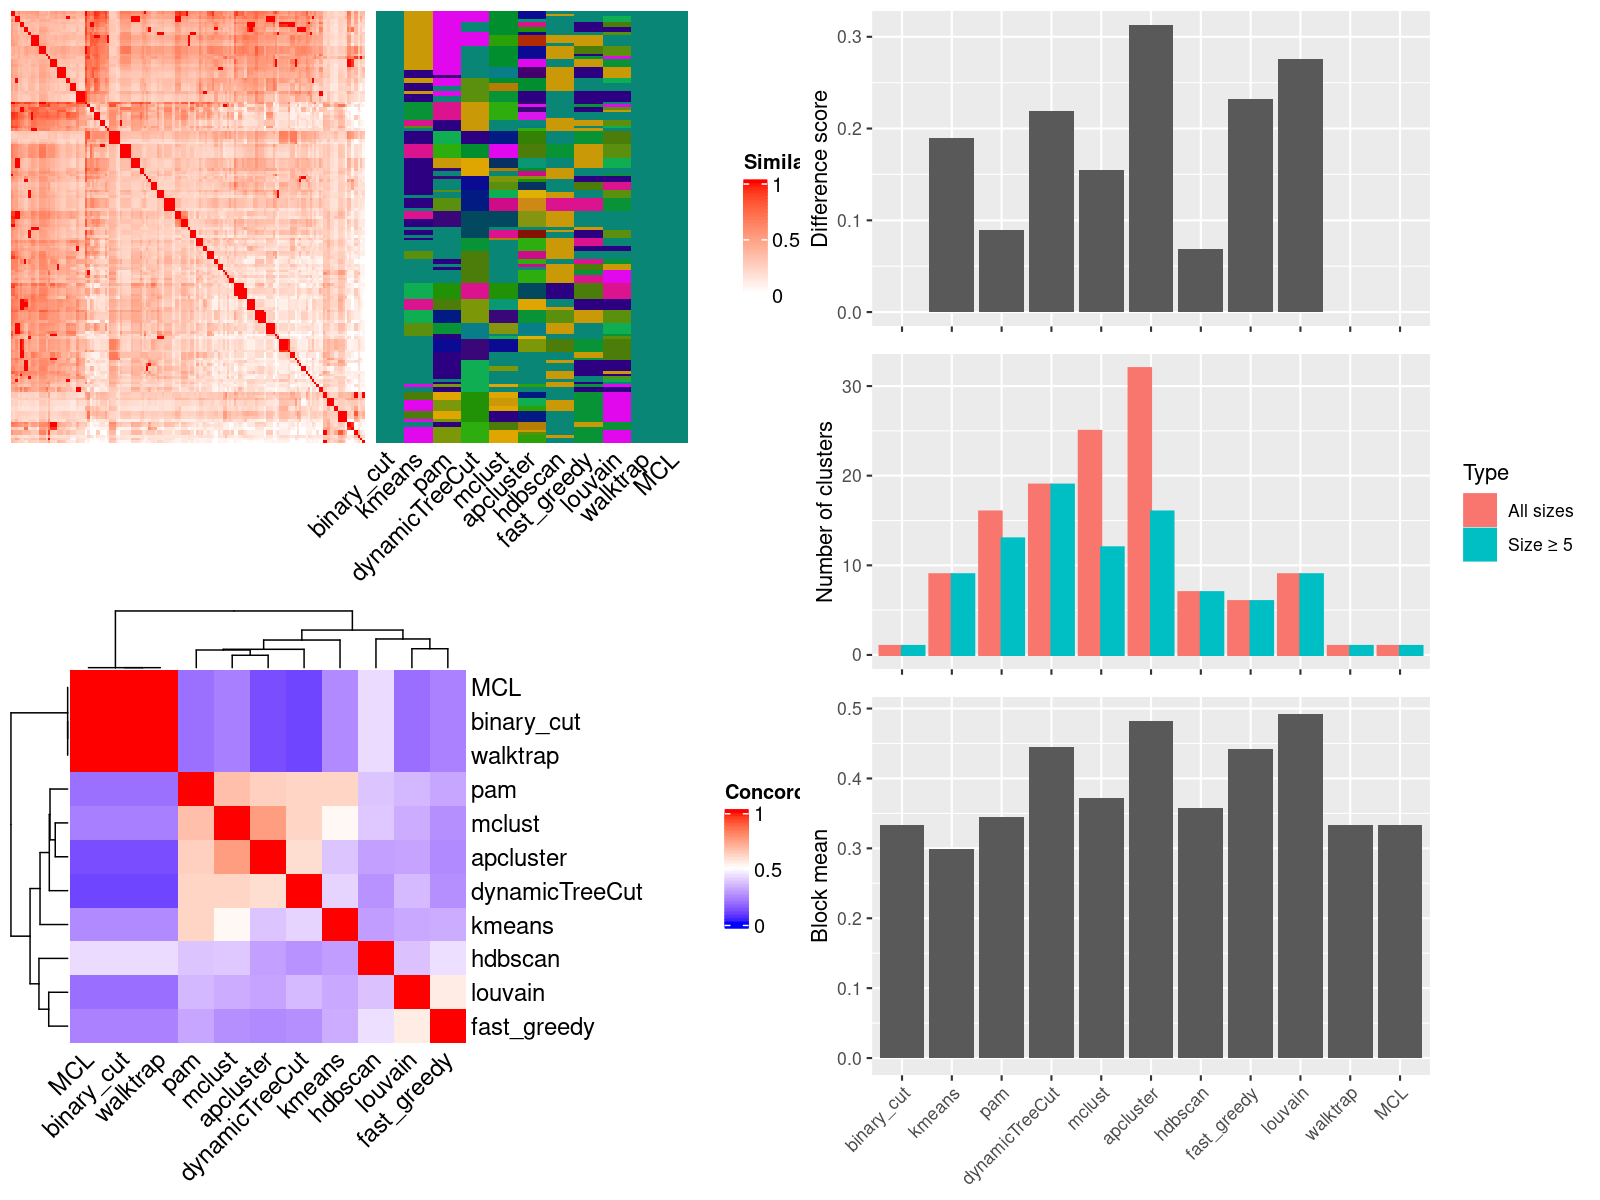 Simila
1
0.5
0
binary_cut
kmeans
pam
dynamicTreeCut
mclust
apcluster
hdbscan
fast_greedy
louvain
walktrap
MCL
MCL
binary_cut
walktrap
pam
mclust
apcluster
dynamicTreeCut
kmeans
hdbscan
louvain
fast_greedy
MCL
binary_cut
walktrap
pam
mclust
apcluster
dynamicTreeCut
kmeans
hdbscan
louvain
fast_greedy
Concord
1
0.5
0
Difference score
0.3
0.2
0.1
0.0
Number of clusters
30
20
10
0
Type
All sizes
Size ≥ 5
Block mean
0.5
0.4
0.3
0.2
0.1
0.0
binary_cut
kmeans
pam
dynamicTreeCut
mclust
apcluster
hdbscan
fast_greedy
louvain
walktrap
MCL